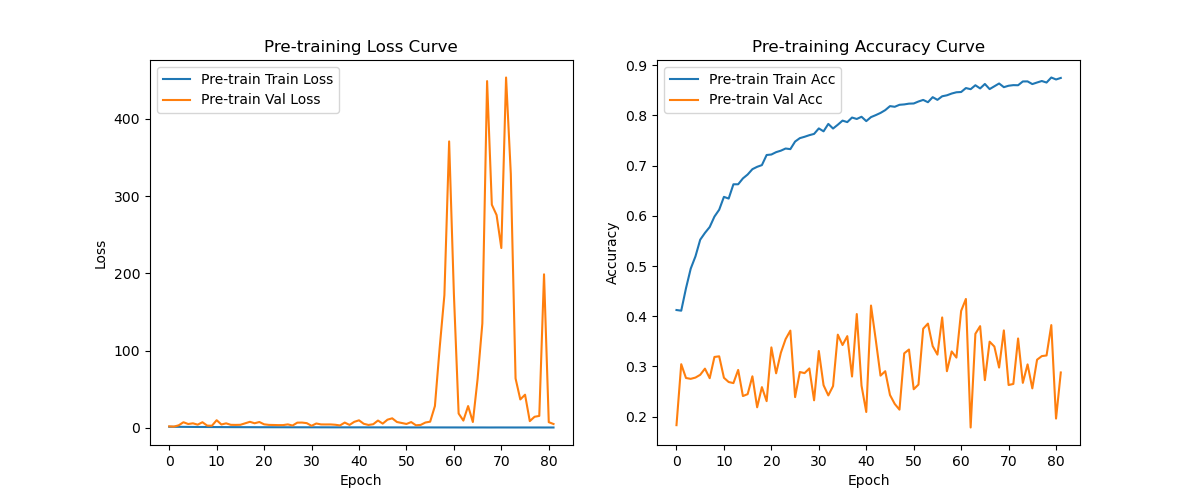 Pre-training Loss Curve
Pre-train Train Loss
Pre-train Val Loss
400
300
200
100
0
Loss
0 10 20 30 40 50 60 70 80
Epoch
Pre-training Accuracy Curve
Pre-train Train Acc
Pre-train Val Acc
0.9
0.8
0.7
0.6
0.5
0.4
0.3
0.2
Accuracy
0 10 20 30 40 50 60 70 80
Epoch